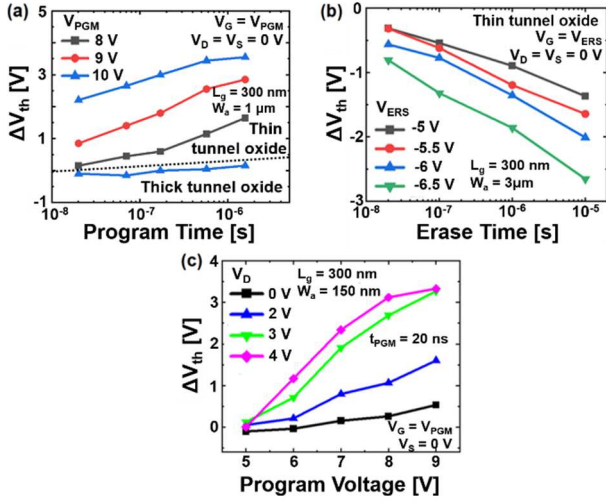 (a)
V_PGM
8 V
9 V
10 V
V_G = V_PGM
V_D = V_S = 0 V
L_g = 300 nm
W_a = 1 μm
Thin
tunnel oxide
Thick tunnel oxide
ΔV_th [V]
5
3
1
-1
10^-8
10^-7
10^-6
Program Time [s]
(b)
Thin tunnel oxide
V_G = V_ERS
V_D = V_S = 0 V
V_ERS
-5 V
-5.5 V
-6 V
-6.5 V
L_g = 300 nm
W_a = 3μm
ΔV_th [V]
0
-1
-2
-3
10^-8
10^-7
10^-6
10^-5
Erase Time [s]
(c)
V_D
0 V
2 V
3 V
4 V
L_g = 300 nm
W_a = 150 nm
t_PGM = 20 ns
V_G = V_PGM
V_S = 0 V
ΔV_th [V]
4
3
2
1
0
5
6
7
8
9
Program Voltage [V]